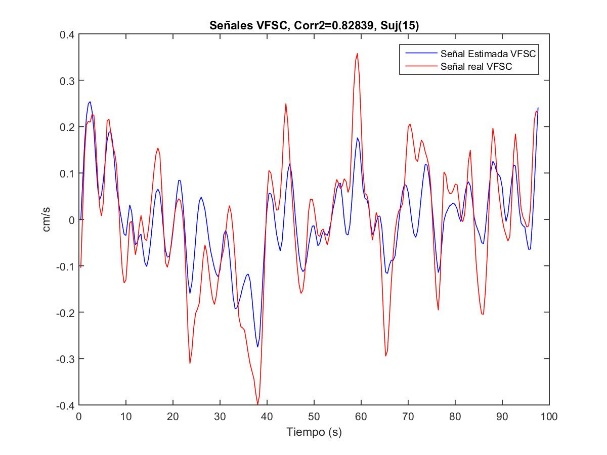 Señales VFSC, Corr2=0.82839, Suj(15)
Señal Estimada VFSC
Señal real VFSC
0.4
0.3
0.2
0.1
0
-0.1
-0.2
-0.3
-0.4
cm/s
0 10 20 30 40 50 60 70 80 90 100
Tiempo (s)